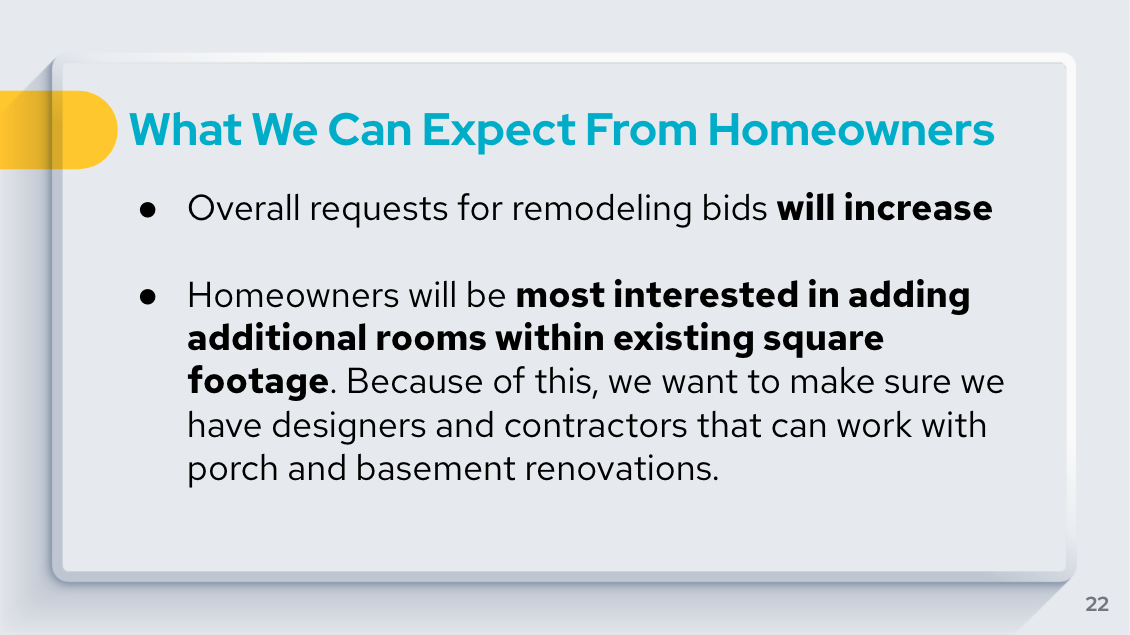 What We Can Expect From Homeowners
● Overall requests for remodeling bids will increase
● Homeowners will be most interested in adding
additional rooms within existing square
footage. Because of this, we want to make sure we
have designers and contractors that can work with
porch and basement renovations.
22